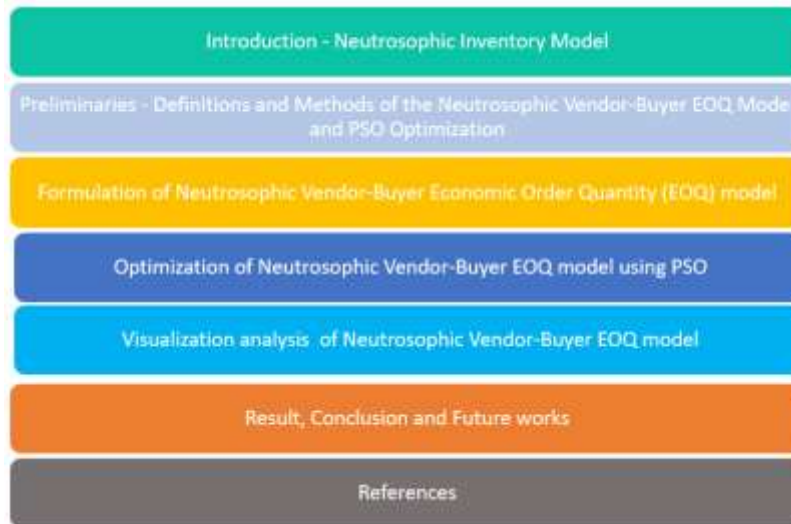 Introduction - Neutrosophic Inventory Model
Preliminaries - Definitions and Methods of the Neutrosophic Vendor-Buyer EOQ Mode
and PSO Optimization
Formulation of Neutrosophic Vendor-Buyer Economic Order Quantity (EOQ) model
Optimization of Neutrosophic Vendor-Buyer EOQ model using PSO
Visualization analysis of Neutrosophic Vendor-Buyer EOQ model
Result, Conclusion and Future works
References